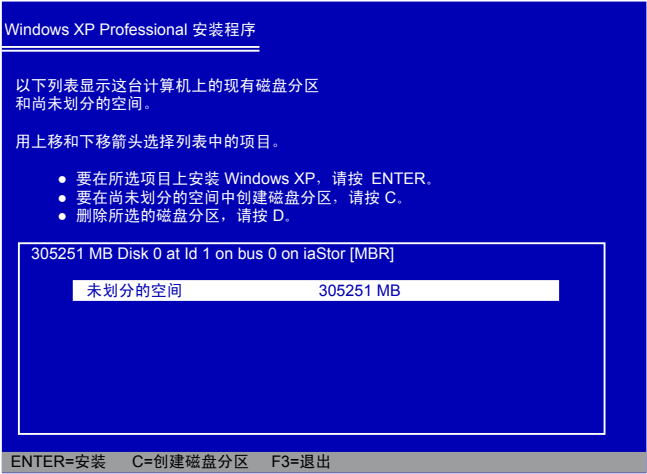 Windows XP Professional 安装程序
以下列表显示这台计算机上的现有磁盘分区
和尚未划分的空间。
用上移和下移箭头选择列表中的项目。
● 要在所选项目上安装 Windows XP，请按 ENTER。
● 要在尚未划分的空间中创建磁盘分区，请按 C。
● 删除所选的磁盘分区，请按 D。
305251 MB Disk 0 at Id 1 on bus 0 on iaStor [MBR]
未划分的空间 305251 MB
ENTER=安装 C=创建磁盘分区 F3=退出